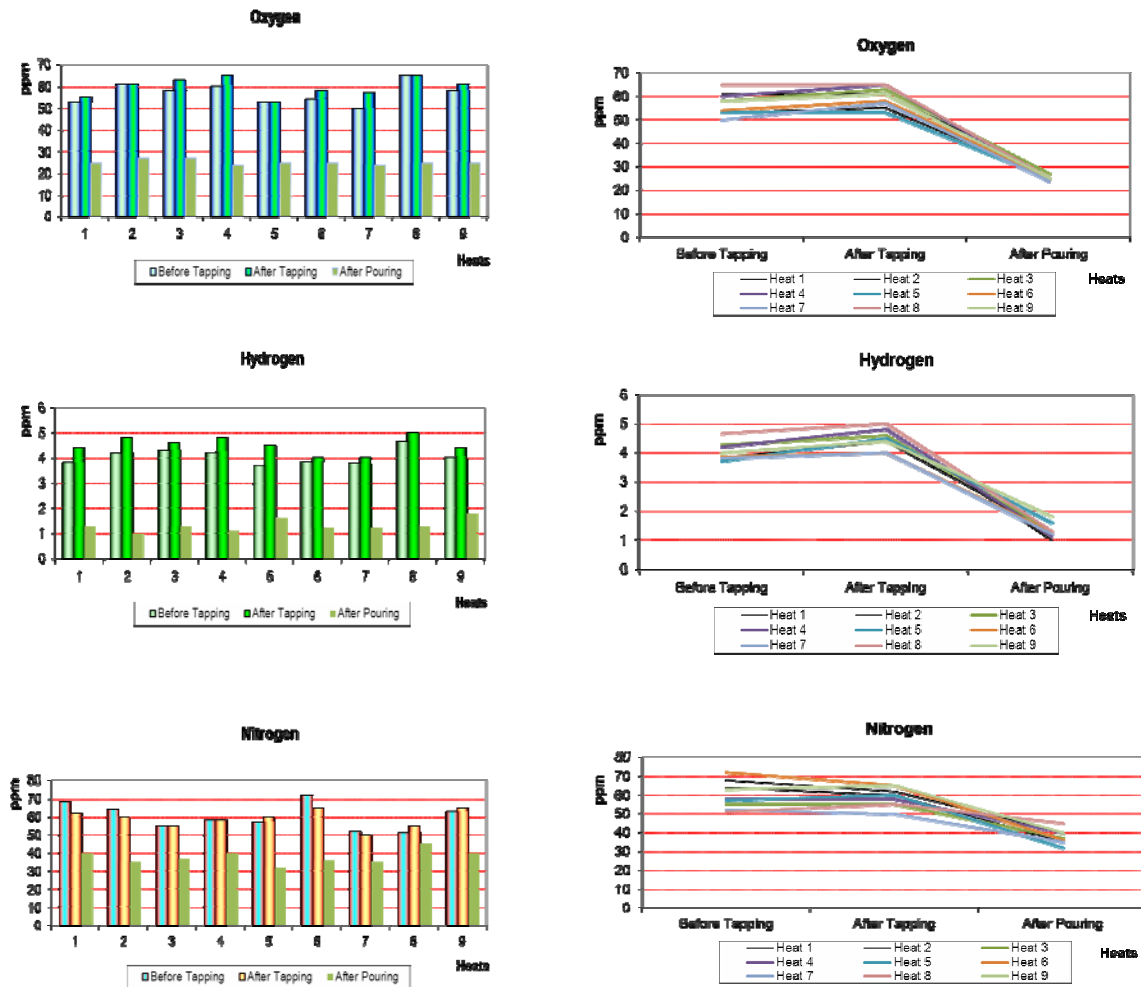 Oxygen
ppm
70
60
50
40
30
20
10
0
1 2 3 4 5 6 7 8 9
Heats
Before Tapping After Tapping After Pouring
Oxygen
ppm
70
60
50
40
30
20
10
0
Before Tapping After Tapping After Pouring
Heats
Heat 1 Heat 2 Heat 3
Heat 4 Heat 5 Heat 6
Heat 7 Heat 8 Heat 9
Hydrogen
ppm
6
5
4
3
2
1
0
1 2 3 4 5 6 7 8 9
Heats
Before Tapping After Tapping After Pouring
Hydrogen
ppm
6
5
4
3
2
1
0
Before Tapping After Tapping After Pouring
Heats
Heat 1 Heat 2 Heat 3
Heat 4 Heat 5 Heat 6
Heat 7 Heat 8 Heat 9
Nitrogen
ppm
80
70
60
50
40
30
20
10
0
1 2 3 4 5 6 7 8 9
Heats
Before Tapping After Tapping After Pouring
Nitrogen
ppm
80
70
60
50
40
30
20
10
0
Before Tapping After Tapping After Pouring
Heats
Heat 1 Heat 2 Heat 3
Heat 4 Heat 5 Heat 6
Heat 7 Heat 8 Heat 9